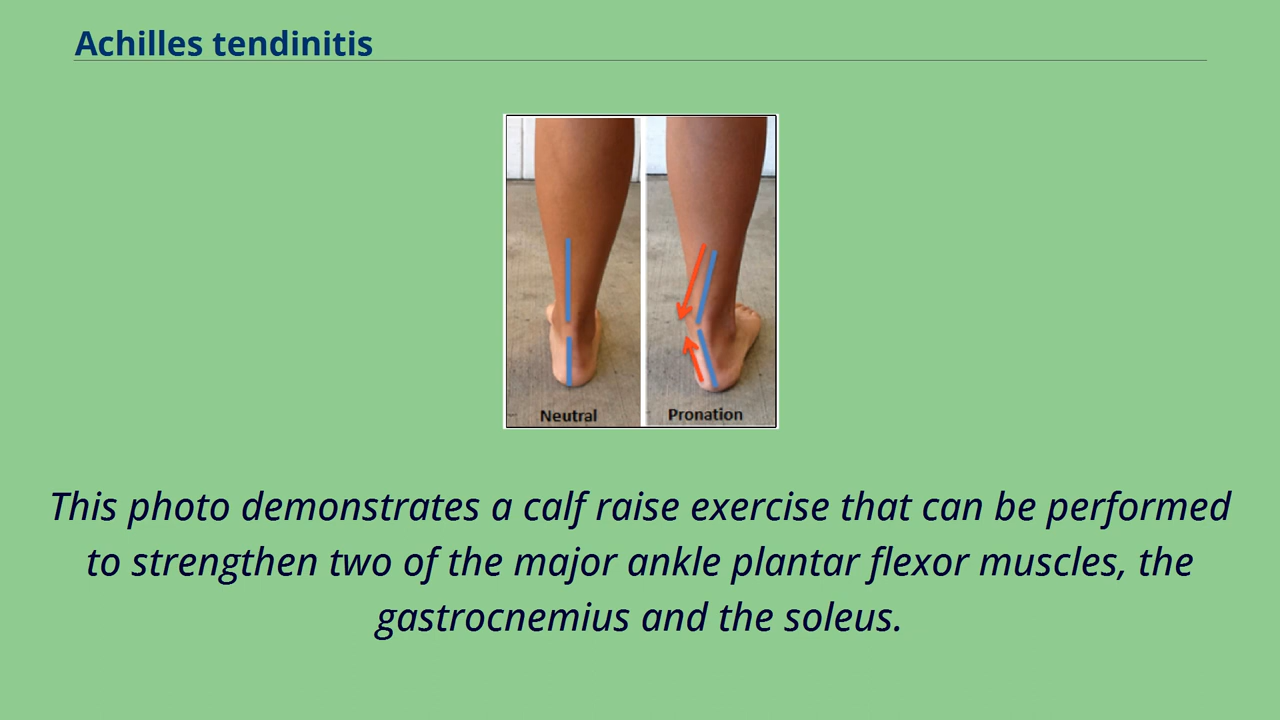 Achilles tendinitis
Neutral
Pronation
This photo demonstrates a calf raise exercise that can be performed
to strengthen two of the major ankle plantar flexor muscles, the
gastrocnemius and the soleus.